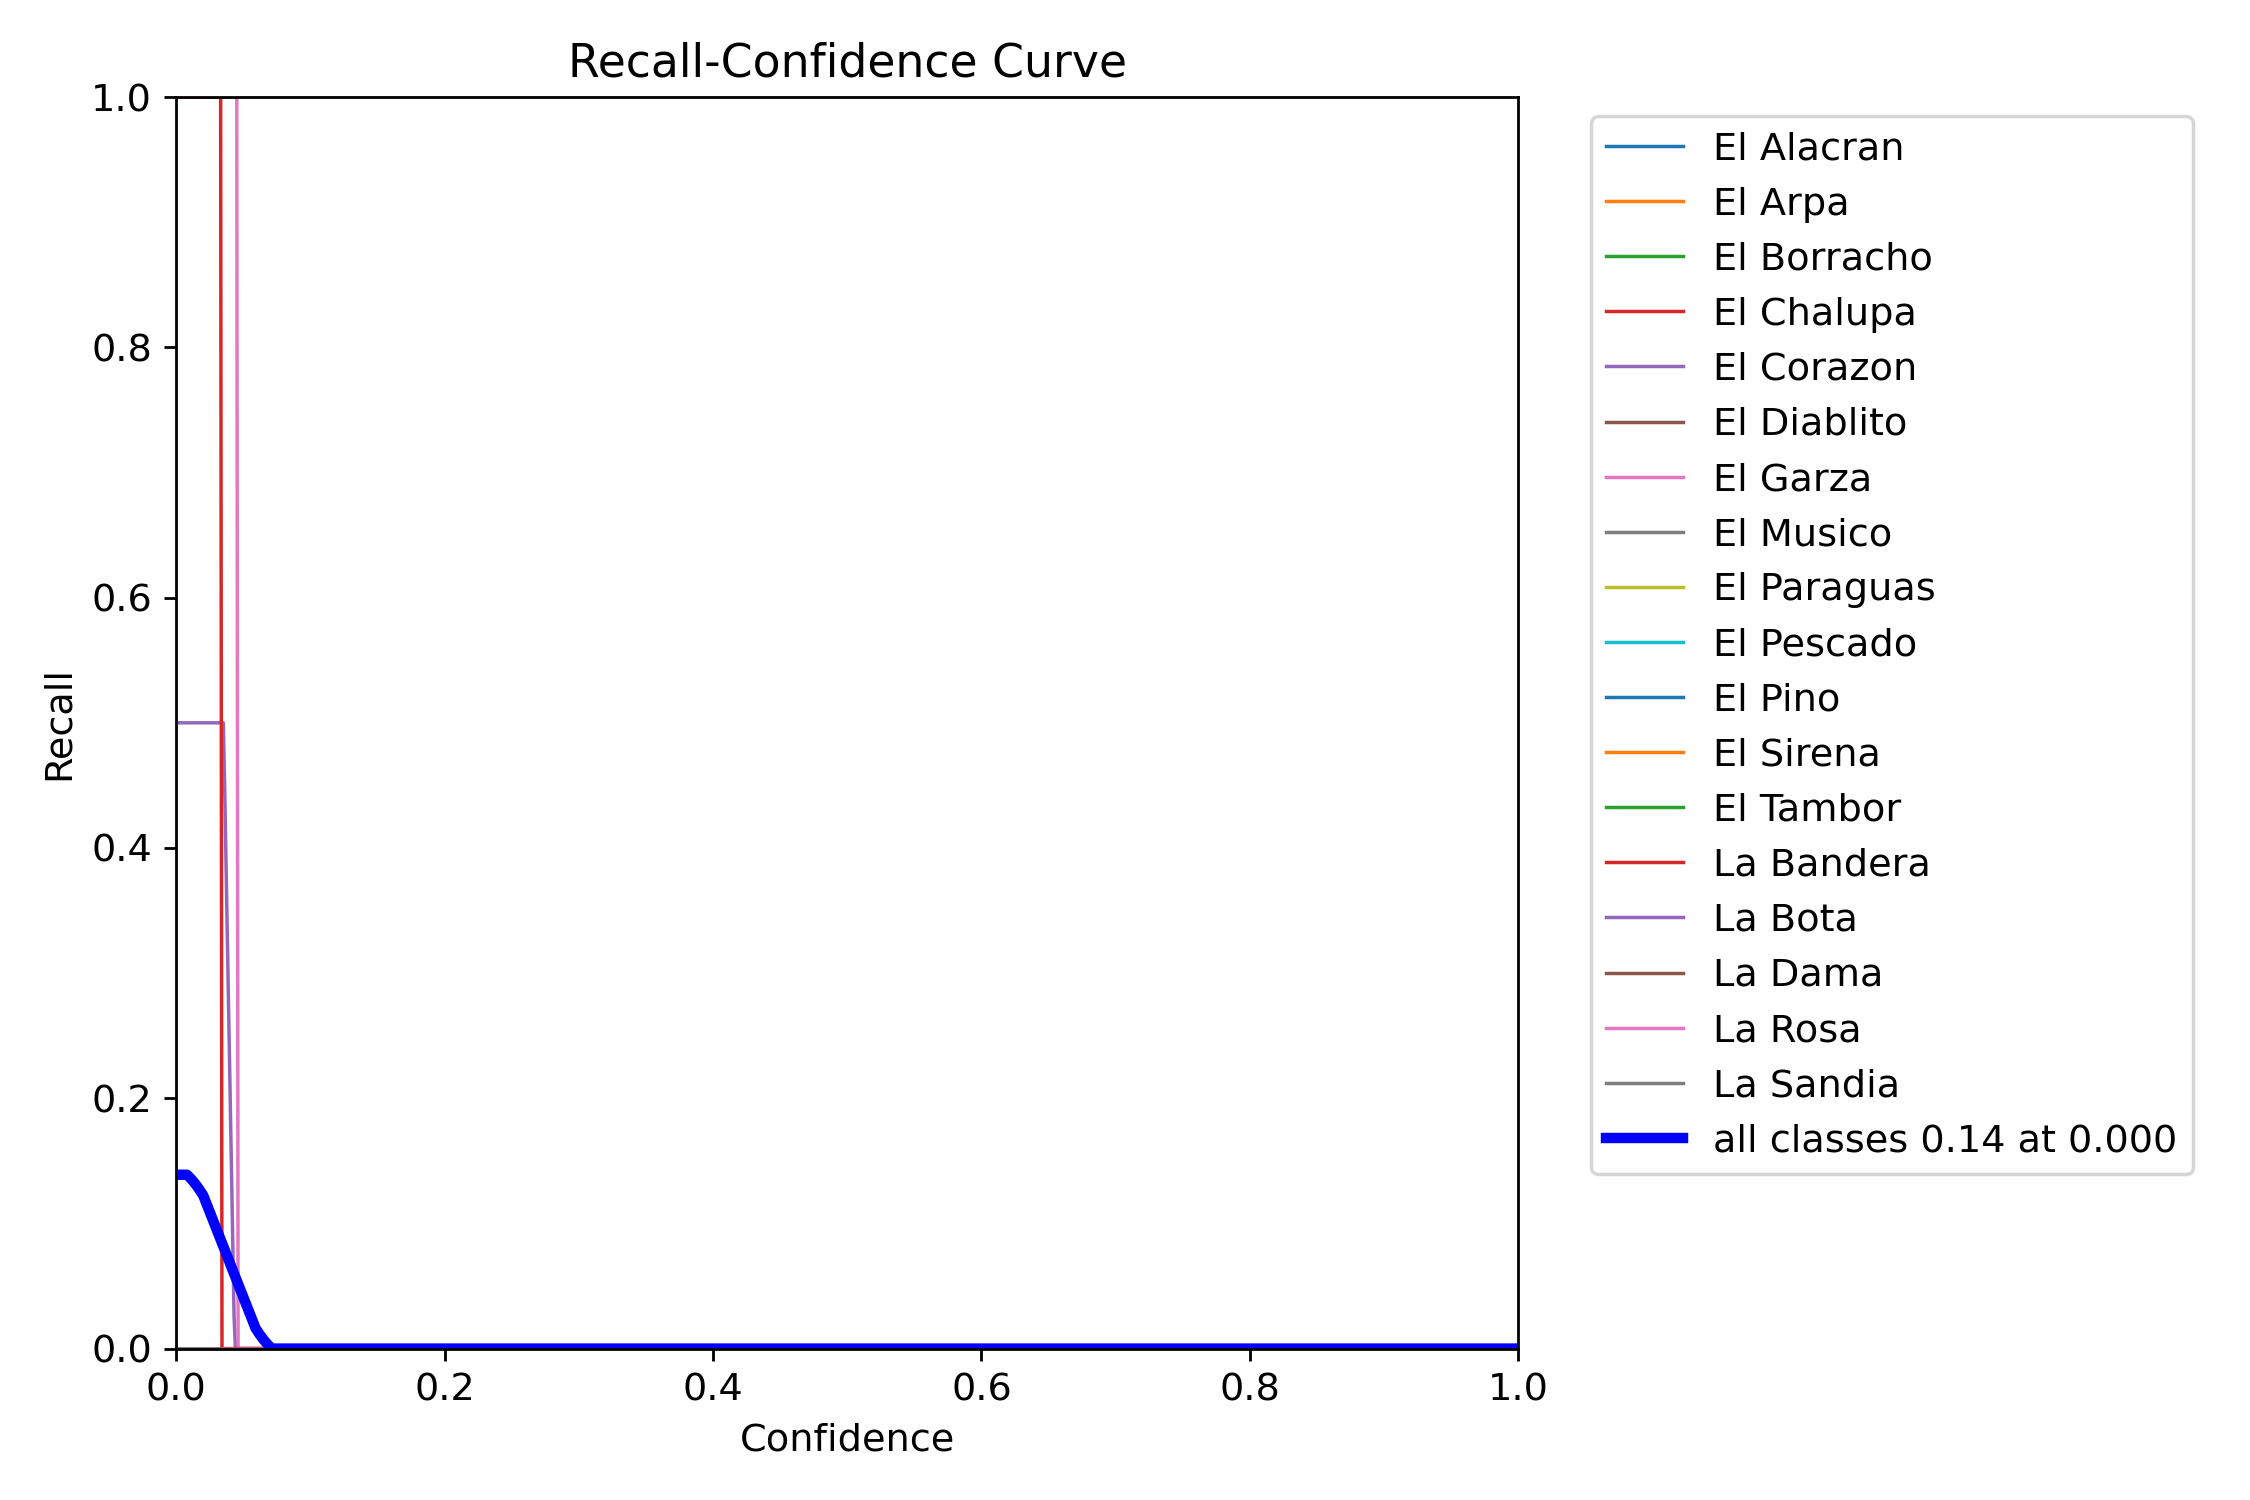 Recall-Confidence Curve
1.0
0.8
0.6
0.4
0.2
0.0
Recall
0.0 0.2 0.4 0.6 0.8 1.0
Confidence
El Alacran
El Arpa
El Borracho
El Chalupa
El Corazon
El Diablito
El Garza
El Musico
El Paraguas
El Pescado
El Pino
El Sirena
El Tambor
La Bandera
La Bota
La Dama
La Rosa
La Sandia
all classes 0.14 at 0.000